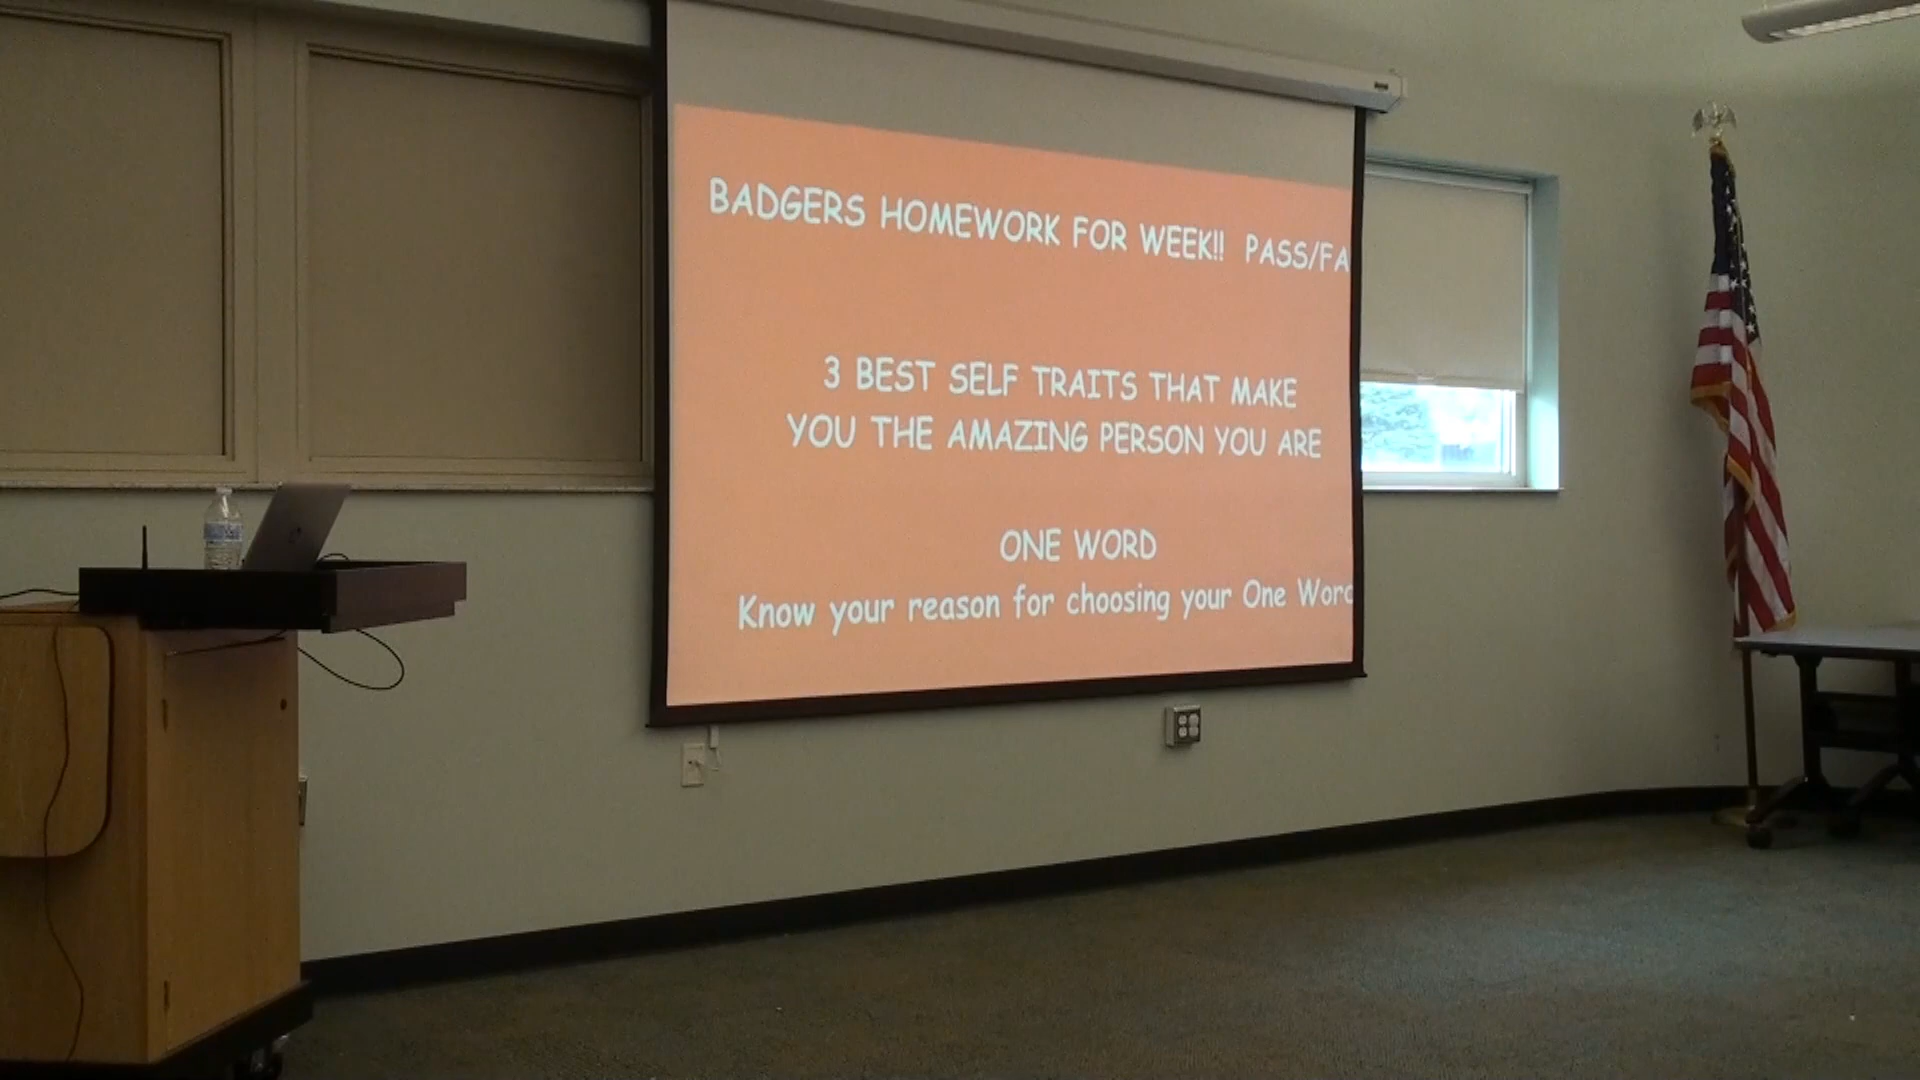 BADGERS HOMEWORK FOR WEEK!! PASS/FA
3 BEST SELF TRAITS THAT MAKE
YOU THE AMAZING PERSON YOU ARE
ONE WORD
Know your reason for choosing your One Word